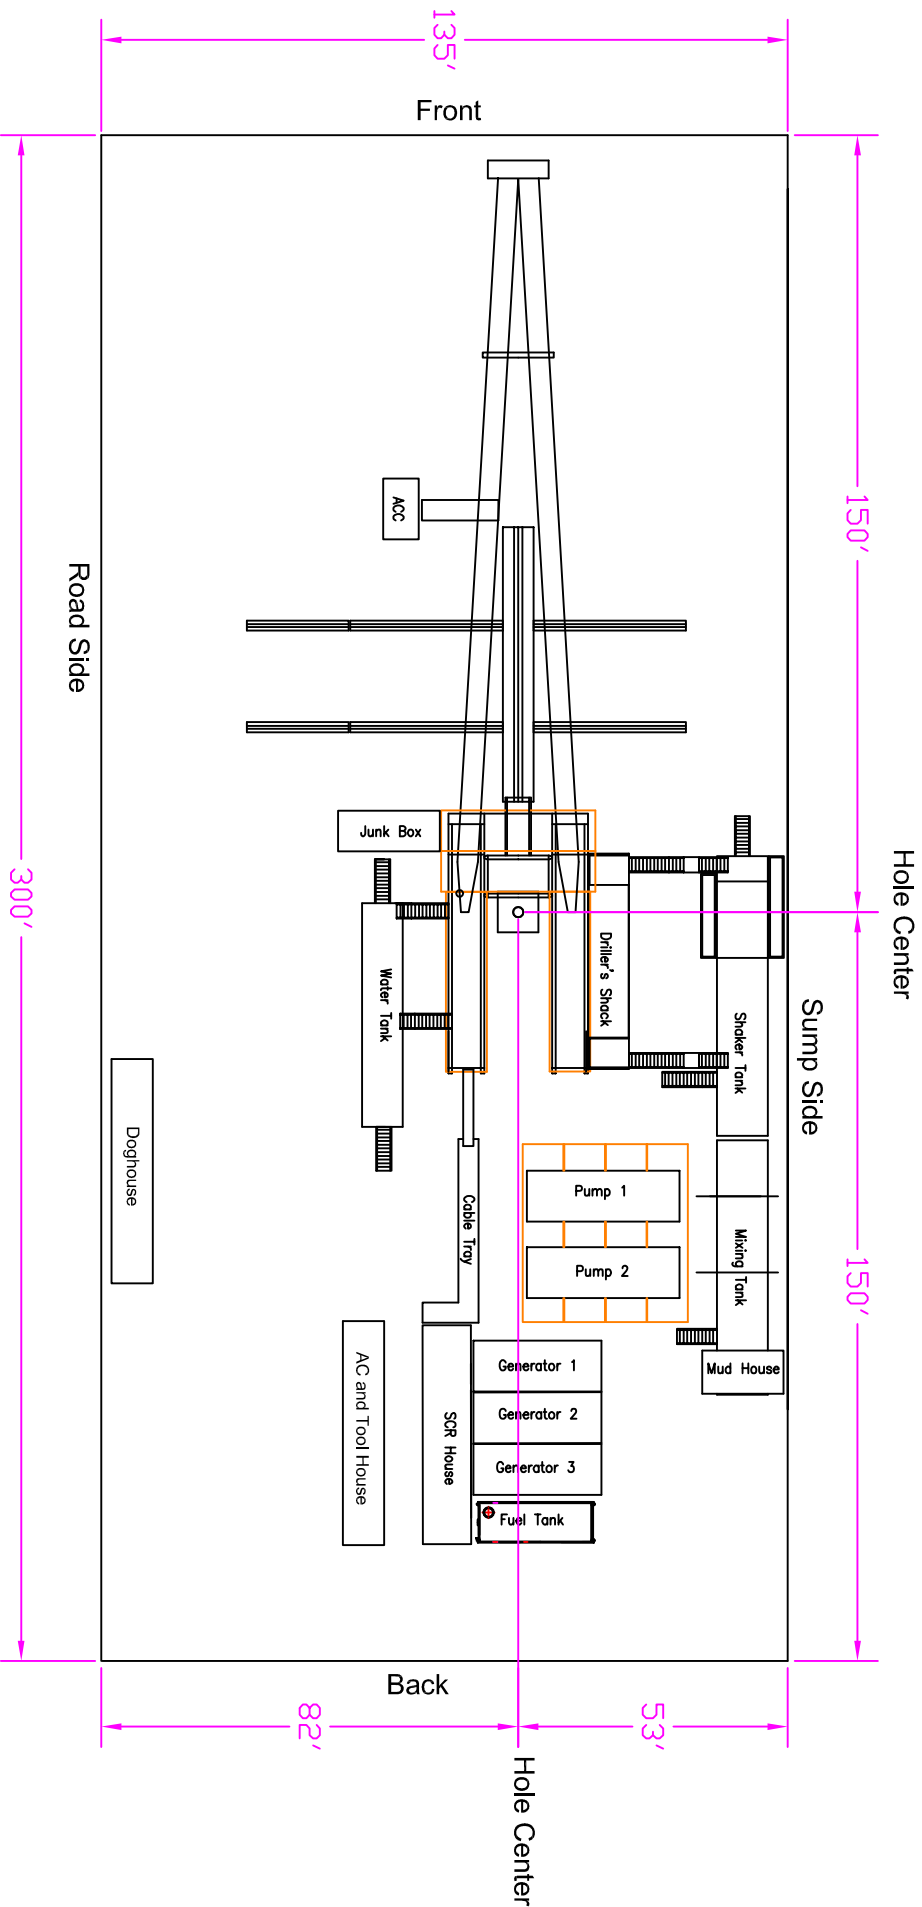 135'
Front
150'
Hole Center
ACC
Road Side
300'
Junk Box
Driller's Shack
Water Tank
Shaker Tank
Sump Side
Doghouse
Pump 1
Cable Tray
Mixing Tank
Pump 2
150'
Generator 1
Mud House
AC and Tool House
Generator 2
SCR House
Generator 3
Fuel Tank
Back
82'
53'
Hole Center